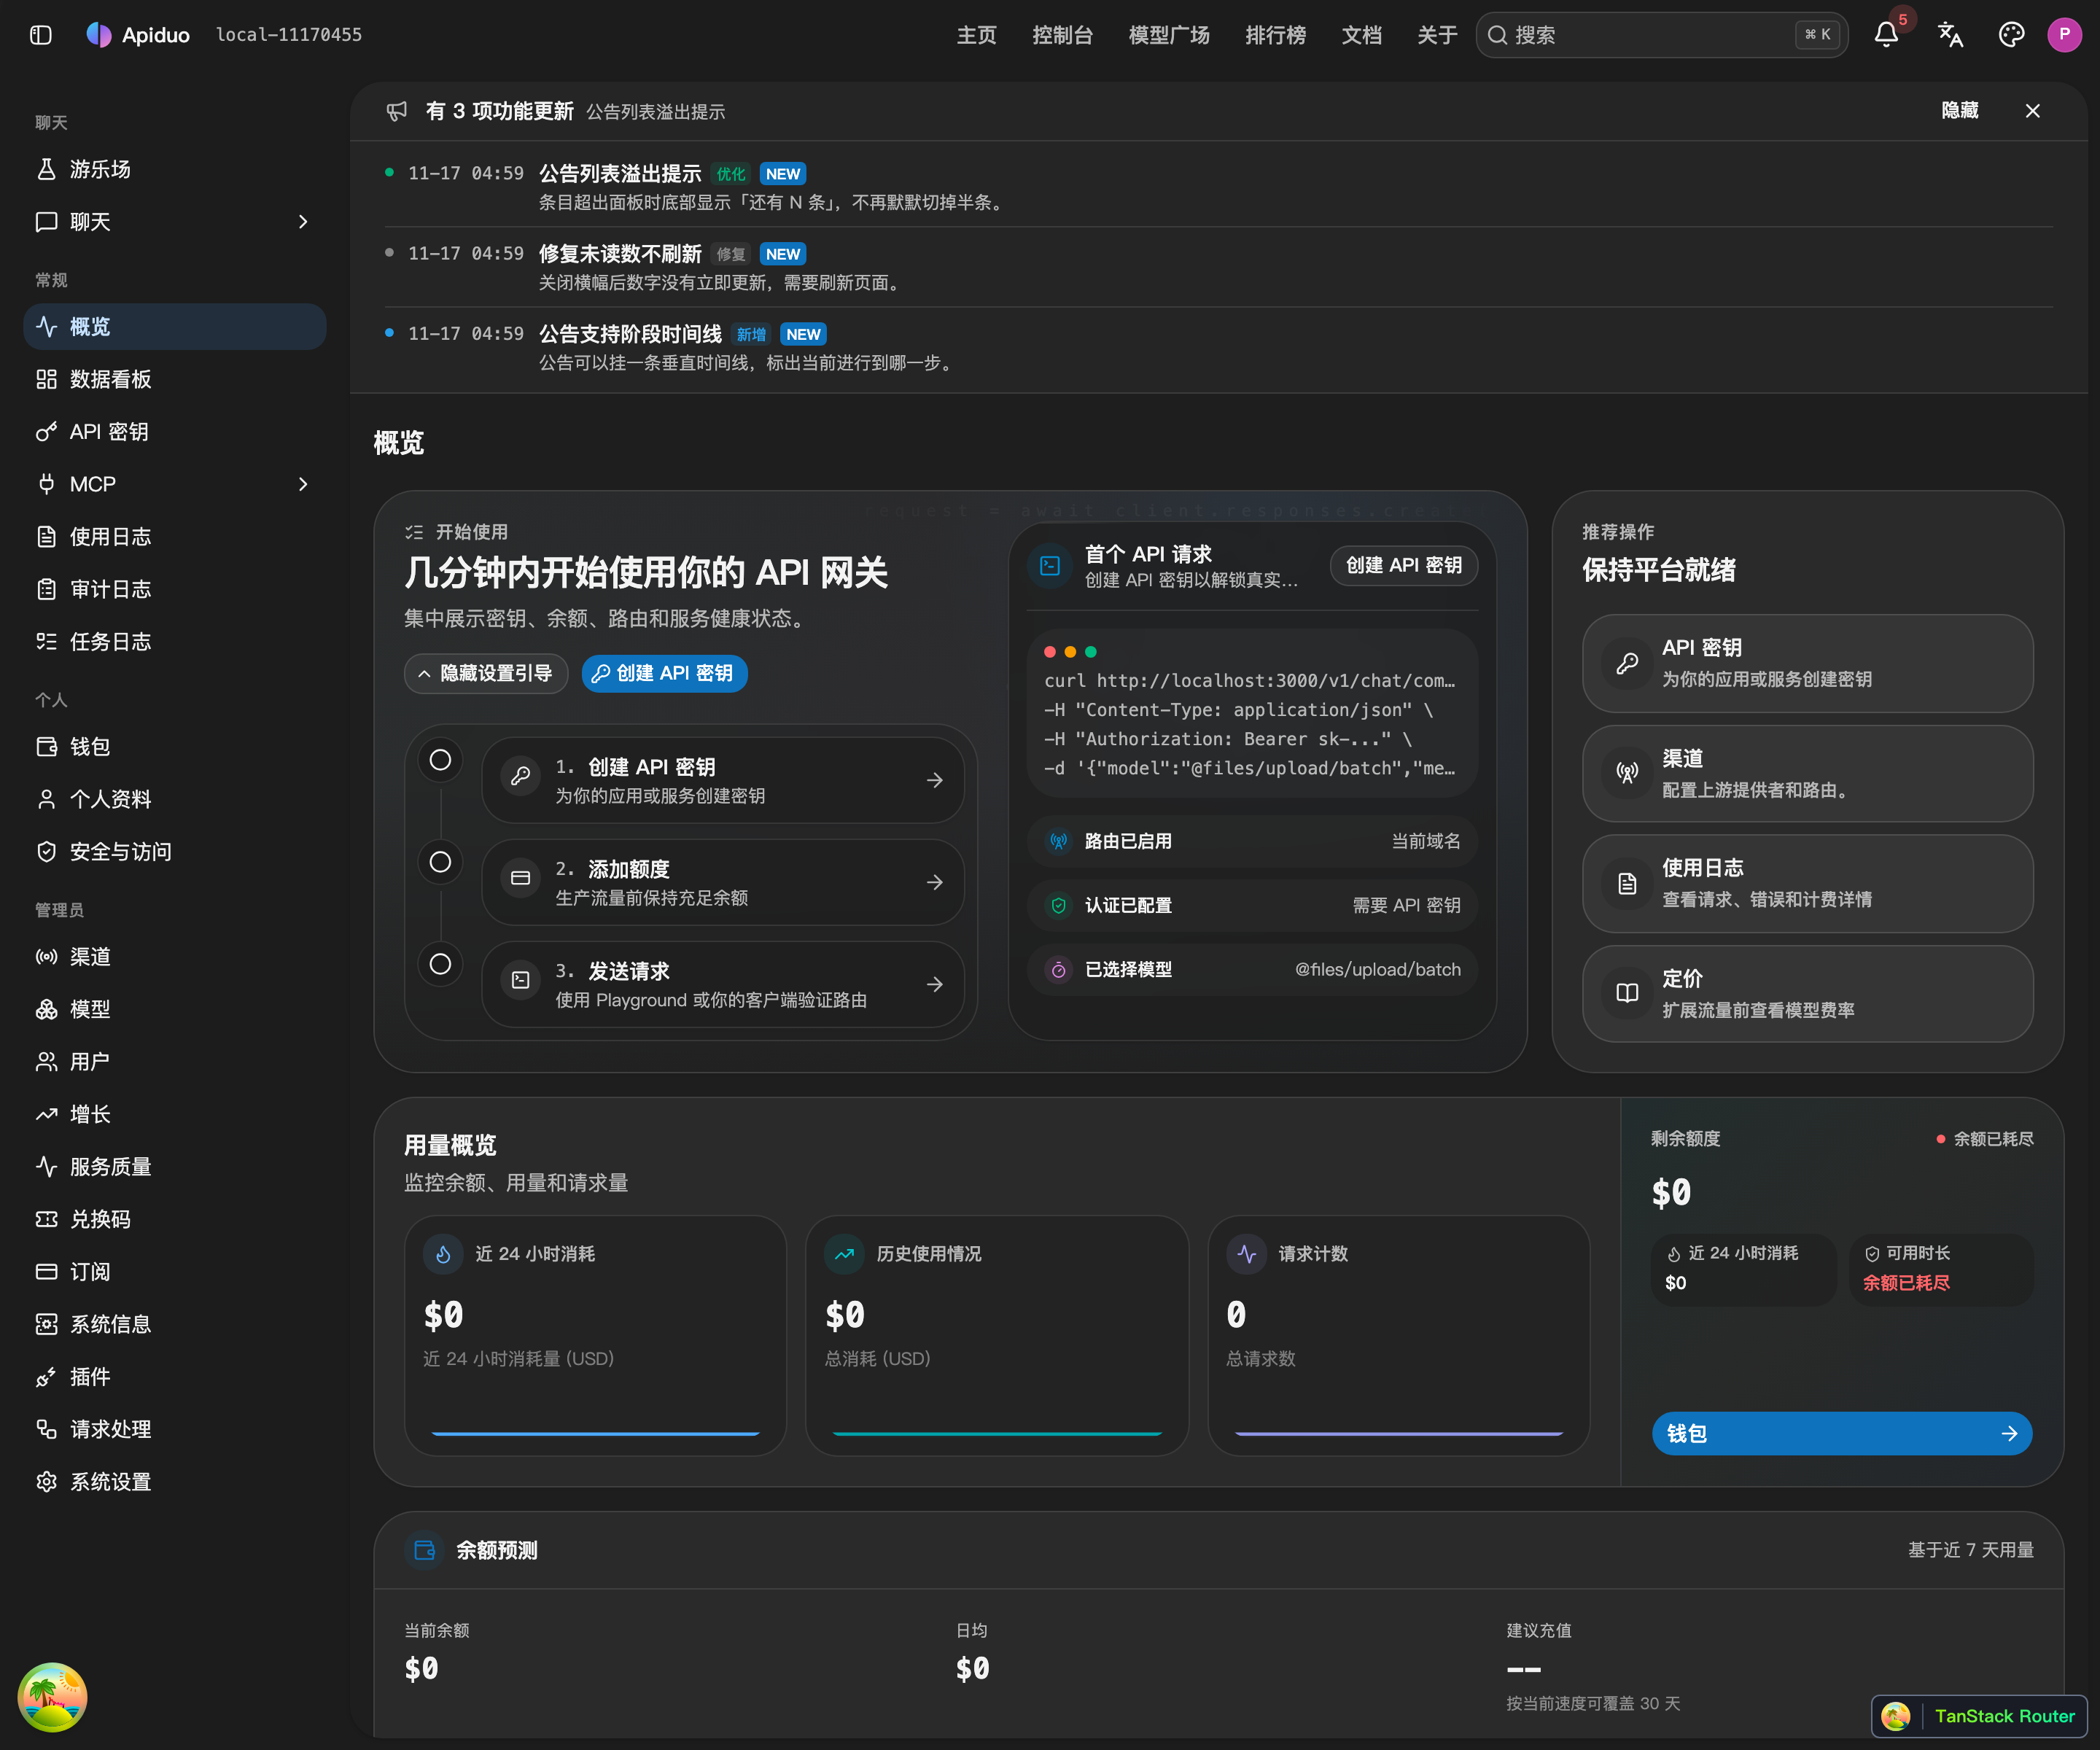 Apiduo local-11170455
主页 控制台 模型广场 排行榜 文档 关于 搜索 ⌘ K 5 P
聊天
游乐场
聊天
常规
概览
数据看板
API 密钥
MCP
使用日志
审计日志
任务日志
个人
钱包
个人资料
安全与访问
管理员
渠道
模型
用户
增长
服务质量
兑换码
订阅
系统信息
插件
请求处理
系统设置
有 3 项功能更新 公告列表溢出提示 隐藏
11-17 04:59 公告列表溢出提示 优化 NEW
条目超出面板时底部显示「还有 N 条」，不再默默切掉半条。
11-17 04:59 修复未读数不刷新 修复 NEW
关闭横幅后数字没有立即更新，需要刷新页面。
11-17 04:59 公告支持阶段时间线 新增 NEW
公告可以挂一条垂直时间线，标出当前进行到哪一步。
概览
开始使用
几分钟内开始使用你的 API 网关
集中展示密钥、余额、路由和服务健康状态。
隐藏设置引导 创建 API 密钥
1. 创建 API 密钥
为你的应用或服务创建密钥
2. 添加额度
生产流量前保持充足余额
3. 发送请求
使用 Playground 或你的客户端验证路由
request = await client.responses.creat
首个 API 请求
创建 API 密钥以解锁真实...
创建 API 密钥
curl http://localhost:3000/v1/chat/com…
-H "Content-Type: application/json" \
-H "Authorization: Bearer sk-..." \
-d '{"model":"@files/upload/batch","me…
路由已启用 当前域名
认证已配置 需要 API 密钥
已选择模型 @files/upload/batch
推荐操作
保持平台就绪
API 密钥
为你的应用或服务创建密钥
渠道
配置上游提供者和路由。
使用日志
查看请求、错误和计费详情
定价
扩展流量前查看模型费率
用量概览
监控余额、用量和请求量
近 24 小时消耗
$0
近 24 小时消耗量 (USD)
历史使用情况
$0
总消耗 (USD)
请求计数
0
总请求数
剩余额度 余额已耗尽
$0
近 24 小时消耗
$0
可用时长
余额已耗尽
钱包
余额预测 基于近 7 天用量
当前余额
$0
日均
$0
建议充值
——
按当前速度可覆盖 30 天
TanStack Router